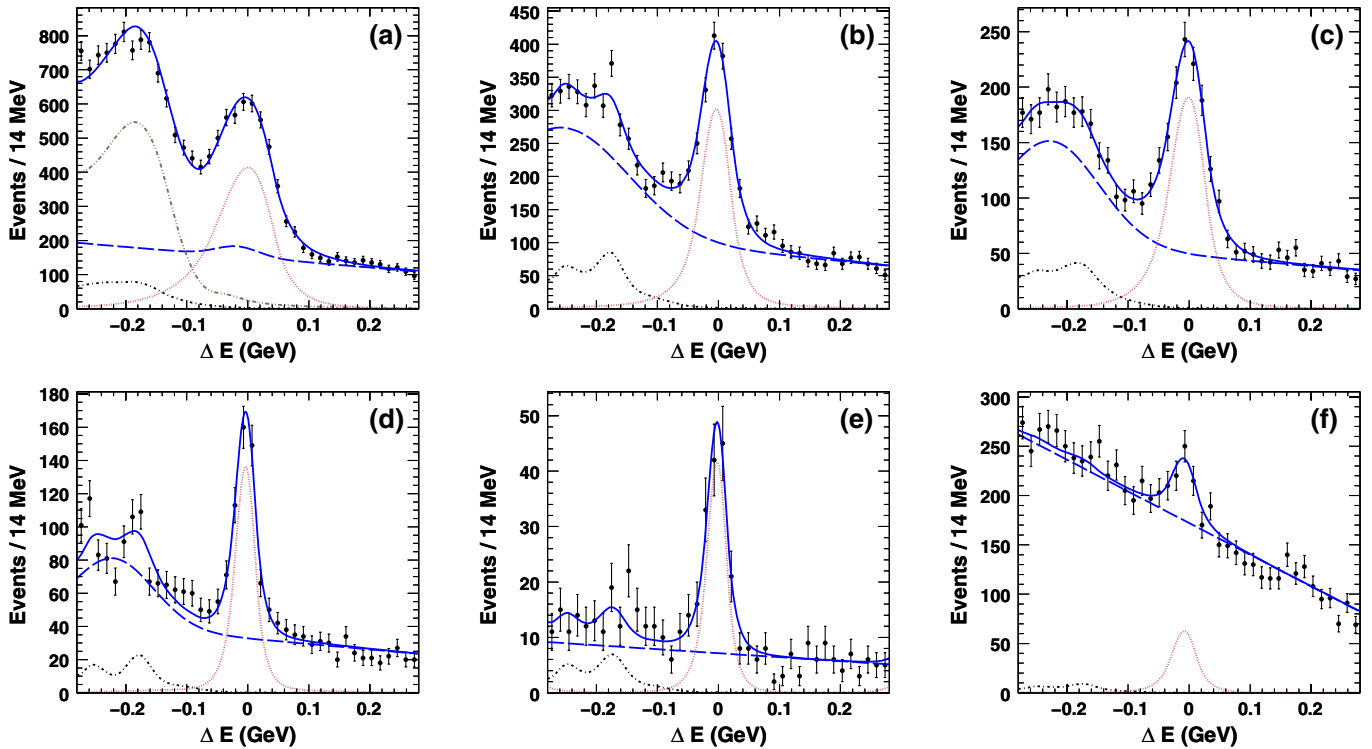 (a)
Events / 14 MeV
800
700
600
500
400
300
200
100
0
−0.2 −0.1 0 0.1 0.2
Δ E (GeV)
(b)
Events / 14 MeV
450
400
350
300
250
200
150
100
50
0
−0.2 −0.1 0 0.1 0.2
Δ E (GeV)
(c)
Events / 14 MeV
250
200
150
100
50
0
−0.2 −0.1 0 0.1 0.2
Δ E (GeV)
(d)
Events / 14 MeV
180
160
140
120
100
80
60
40
20
0
−0.2 −0.1 0 0.1 0.2
Δ E (GeV)
(e)
Events / 14 MeV
50
40
30
20
10
0
−0.2 −0.1 0 0.1 0.2
Δ E (GeV)
(f)
Events / 14 MeV
300
250
200
150
100
50
0
−0.2 −0.1 0 0.1 0.2
Δ E (GeV)